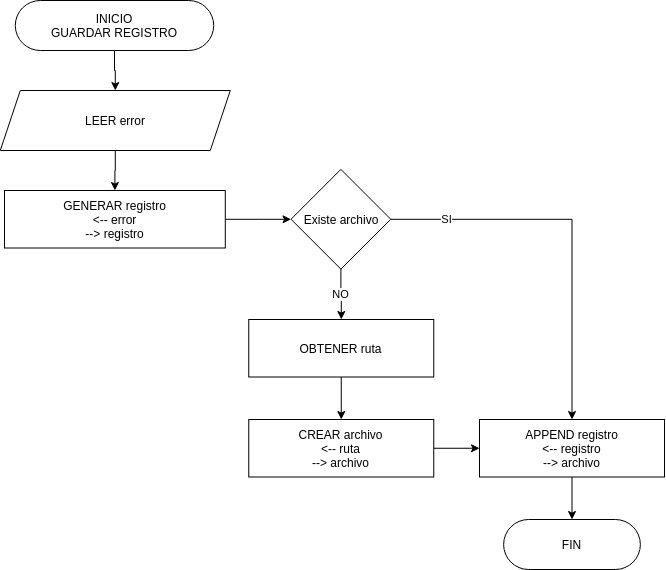 INICIO
GUARDAR REGISTRO
LEER error
GENERAR registro
<-- error
--> registro
Existe archivo
SI
NO
OBTENER ruta
CREAR archivo
<-- ruta
--> archivo
APPEND registro
<-- registro
--> archivo
FIN